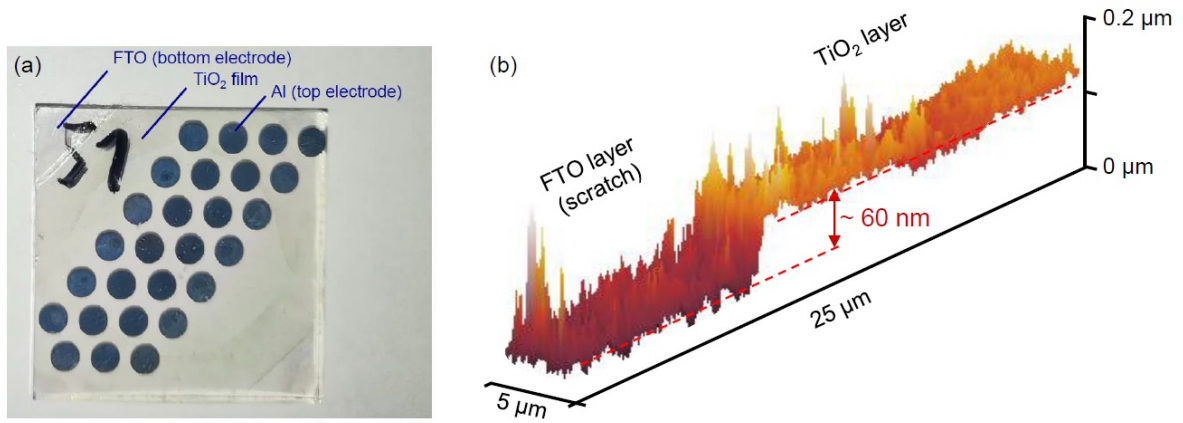 (a)
FTO (bottom electrode)
TiO₂ film
Al (top electrode)
51
(b)
FTO layer
(scratch)
TiO₂ layer
0.2 µm
0 µm
~ 60 nm
25 µm
5 µm